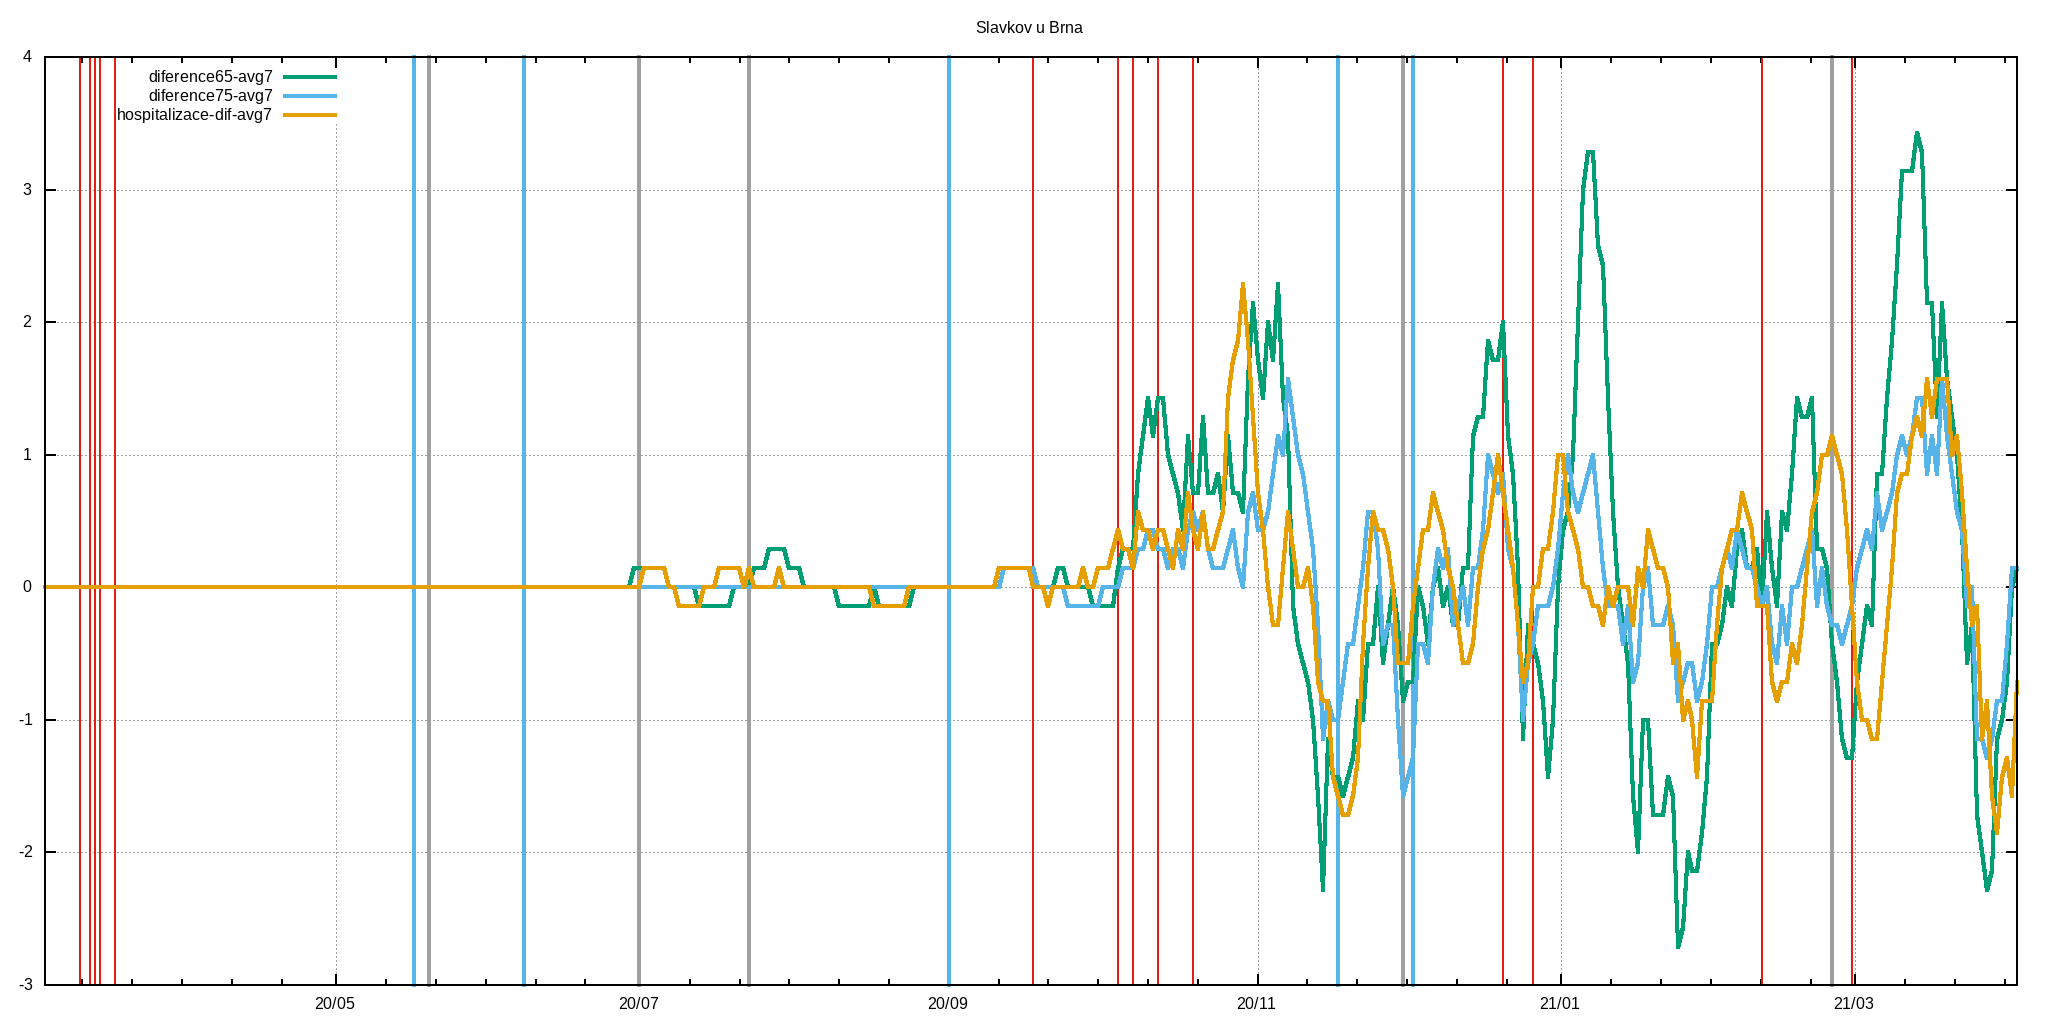 Slavkov u Brna
4
diference65-avg7
diference75-avg7
hospitalizace-dif-avg7
3
2
1
0
-1
-2
-3
20/05 20/07 20/09 20/11 21/01 21/03